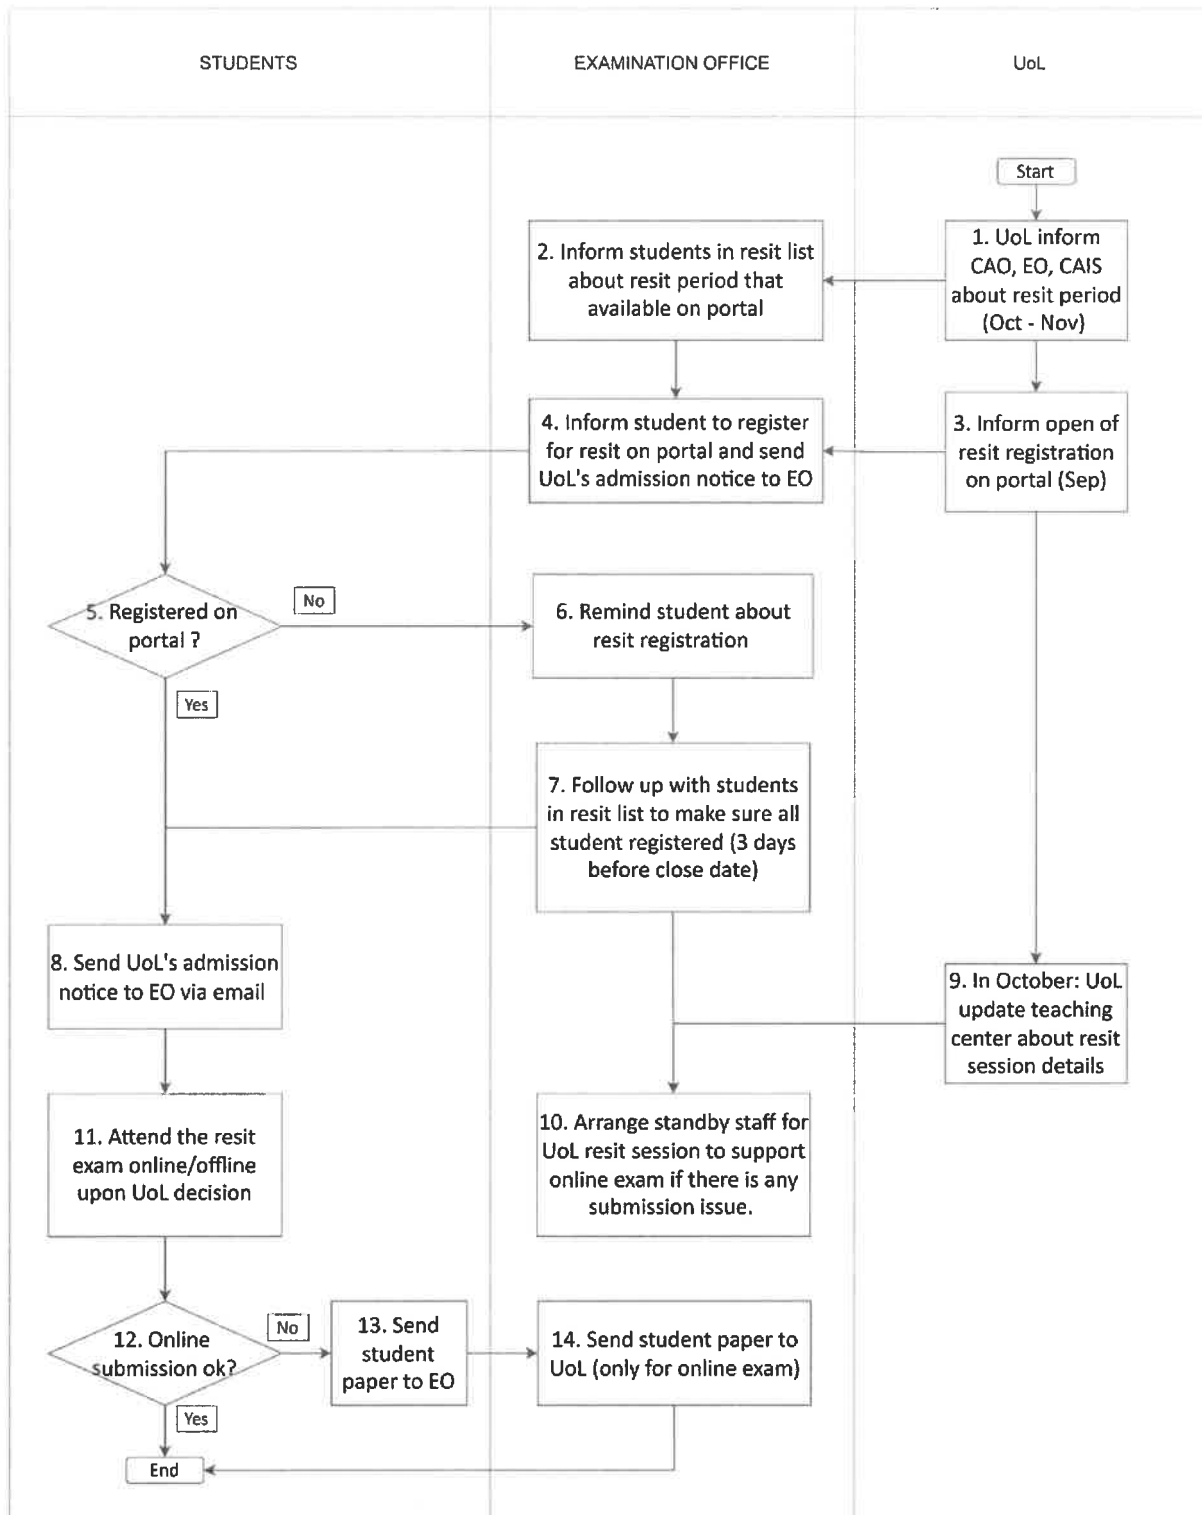 STUDENTS
EXAMINATION OFFICE
UoL
Start
1. UoL inform
CAO, EO, CAIS
about resit period
(Oct - Nov)
2. Inform students in resit list
about resit period that
available on portal
3. Inform open of
resit registration
on portal (Sep)
4. Inform student to register
for resit on portal and send
UoL's admission notice to EO
5. Registered on
portal ?
No
Yes
6. Remind student about
resit registration
7. Follow up with students
in resit list to make sure all
student registered (3 days
before close date)
8. Send UoL's admission
notice to EO via email
9. In October: UoL
update teaching
center about resit
session details
10. Arrange standby staff for
UoL resit session to support
online exam if there is any
submission issue.
11. Attend the resit
exam online/offline
upon UoL decision
12. Online
submission ok?
No
Yes
13. Send
student
paper to EO
14. Send student paper to
UoL (only for online exam)
End